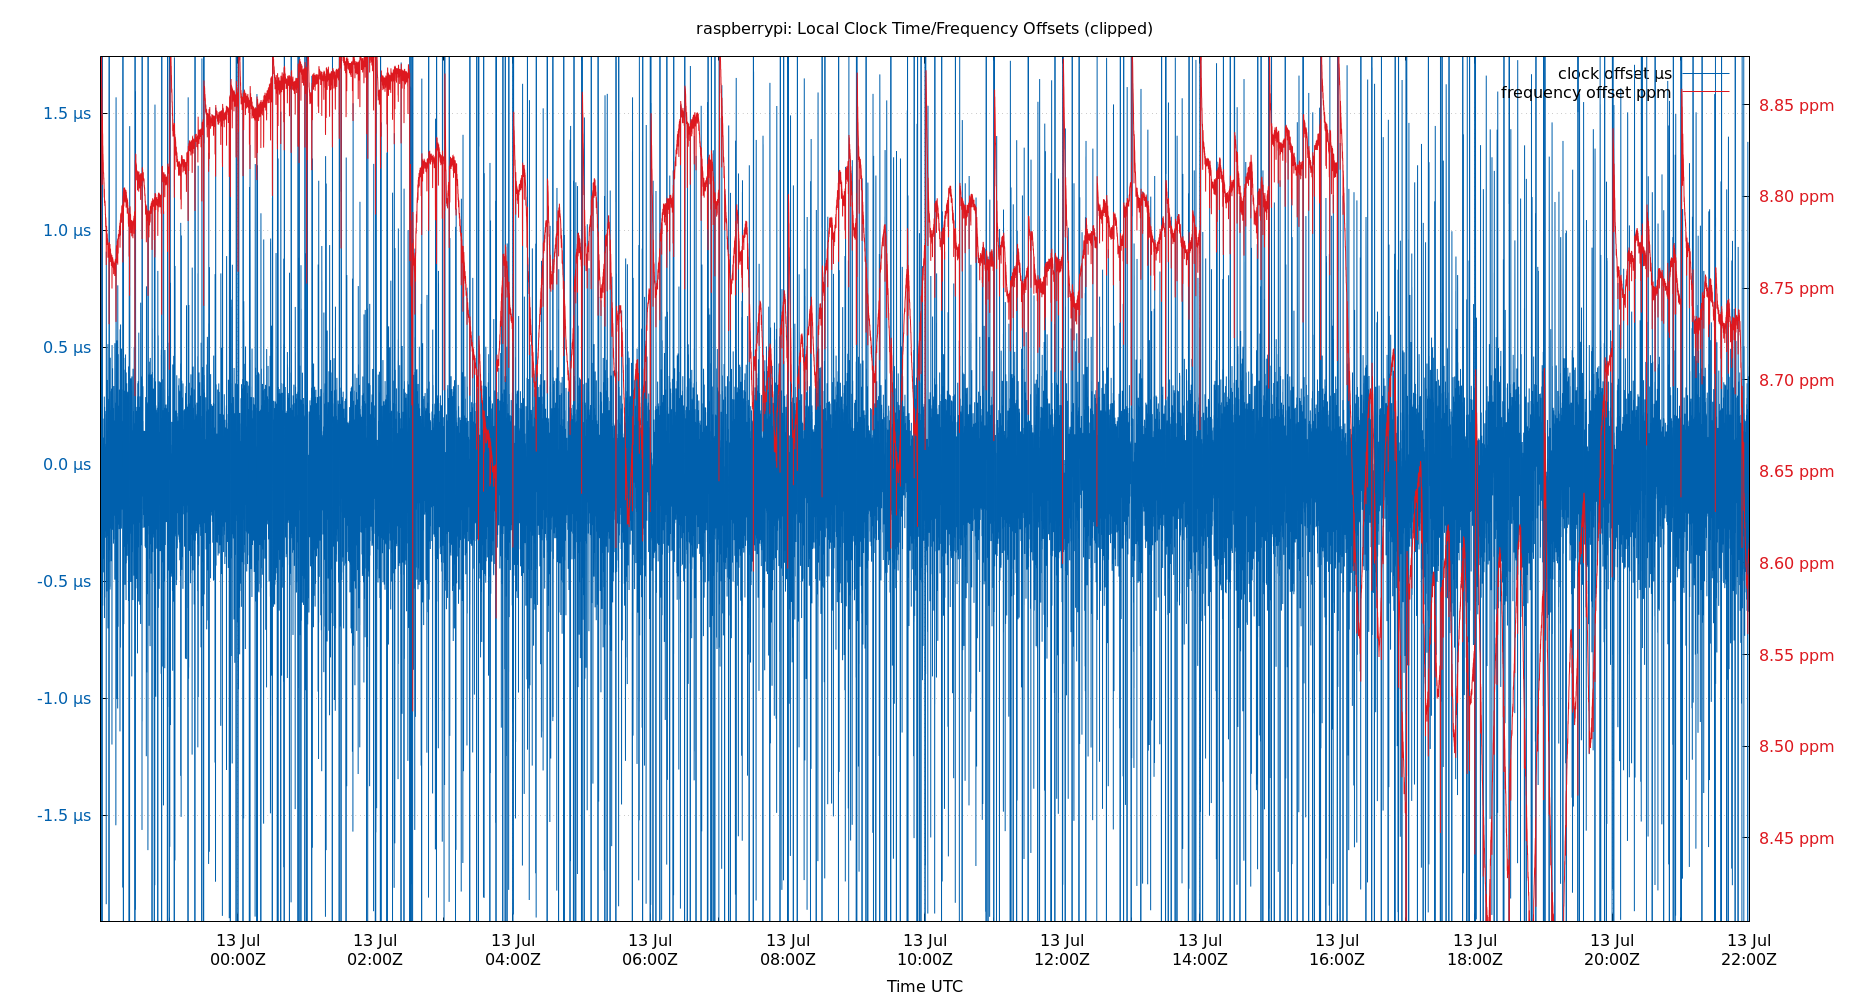 raspberrypi: Local Clock Time/Frequency Offsets (clipped)
clock offset µs
frequency offset ppm
1.5 µs
1.0 µs
0.5 µs
0.0 µs
-0.5 µs
-1.0 µs
-1.5 µs
8.85 ppm
8.80 ppm
8.75 ppm
8.70 ppm
8.65 ppm
8.60 ppm
8.55 ppm
8.50 ppm
8.45 ppm
13 Jul 13 Jul 13 Jul 13 Jul 13 Jul 13 Jul 13 Jul 13 Jul 13 Jul 13 Jul 13 Jul 13 Jul
00:00Z 02:00Z 04:00Z 06:00Z 08:00Z 10:00Z 12:00Z 14:00Z 16:00Z 18:00Z 20:00Z 22:00Z
Time UTC